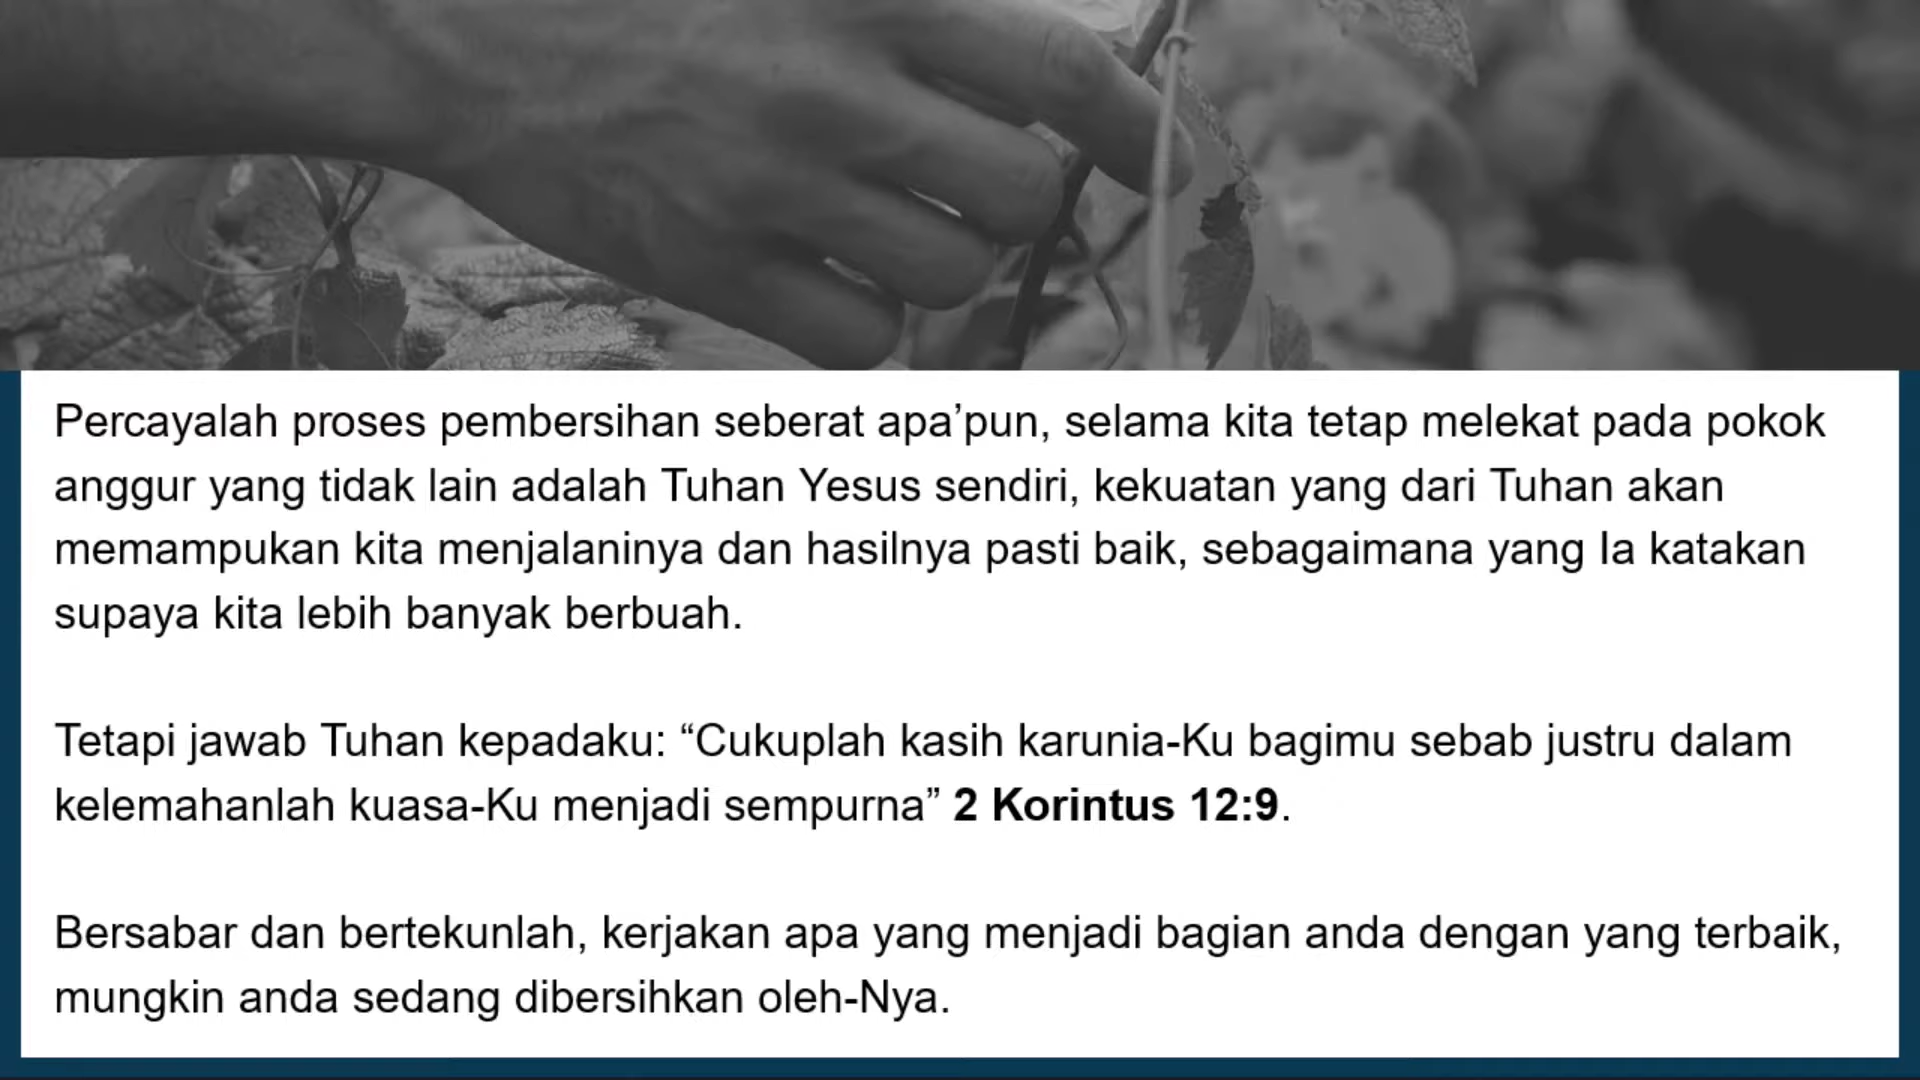 Percayalah proses pembersihan seberat apa’pun, selama kita tetap melekat pada pokok
anggur yang tidak lain adalah Tuhan Yesus sendiri, kekuatan yang dari Tuhan akan
memampukan kita menjalaninya dan hasilnya pasti baik, sebagaimana yang Ia katakan
supaya kita lebih banyak berbuah.
Tetapi jawab Tuhan kepadaku: “Cukuplah kasih karunia-Ku bagimu sebab justru dalam
kelemahanlah kuasa-Ku menjadi sempurna” 2 Korintus 12:9.
Bersabar dan bertekunlah, kerjakan apa yang menjadi bagian anda dengan yang terbaik,
mungkin anda sedang dibersihkan oleh-Nya.